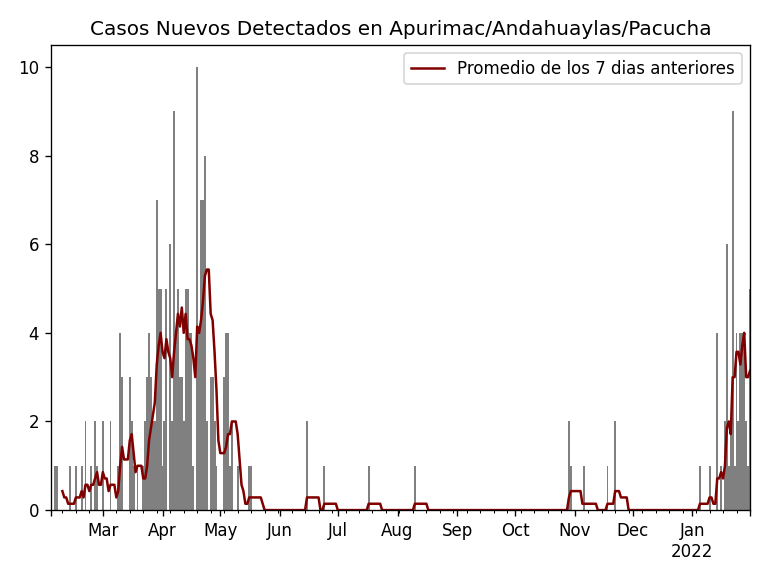 Casos Nuevos Detectados en Apurimac/Andahuaylas/Pacucha
Promedio de los 7 dias anteriores
10
8
6
4
2
0
Mar Apr May Jun Jul Aug Sep Oct Nov Dec Jan
2022